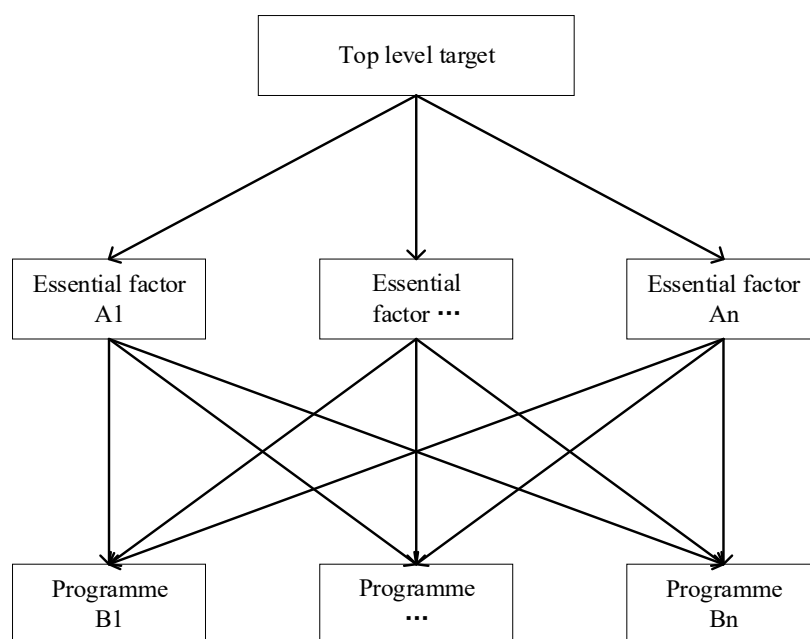 Top level target
Essential factor
A1
Essential
factor ···
Essential factor
An
Programme
B1
Programme
···
Programme
Bn